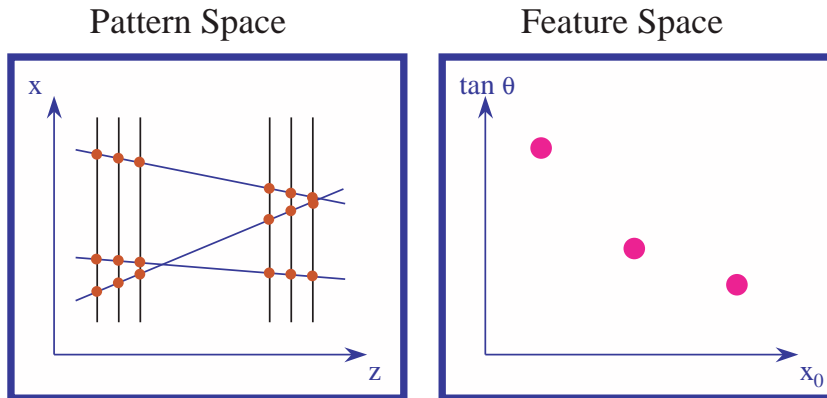 Pattern Space
Feature Space
x
z
tan θ
x₀